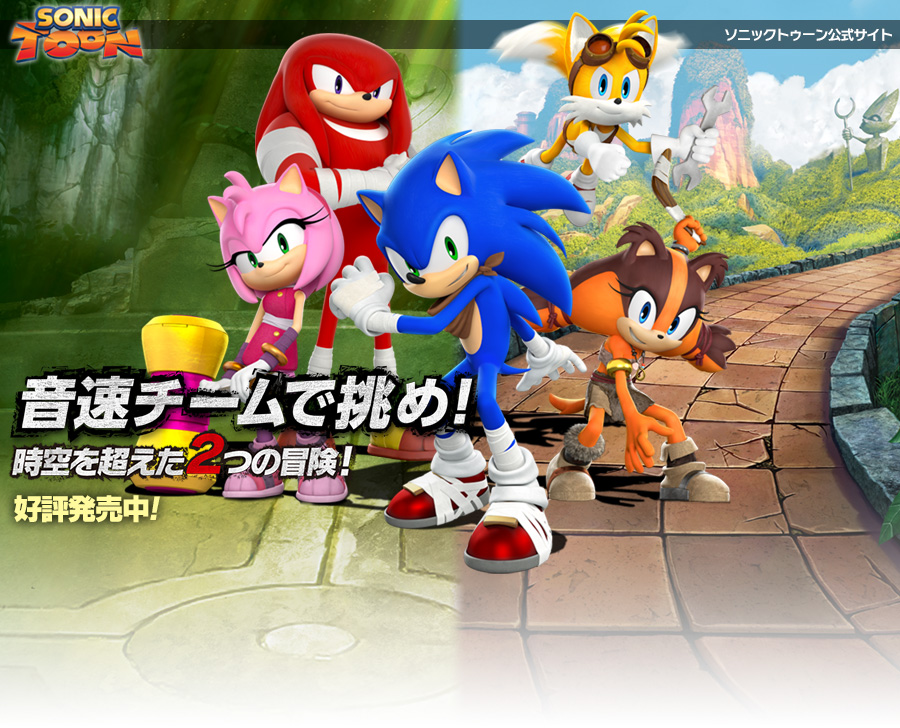 SONIC
TOON
ソニックトゥーン公式サイト
音速チームで挑め!
時空を超えた2つの冒険!
好評発売中!